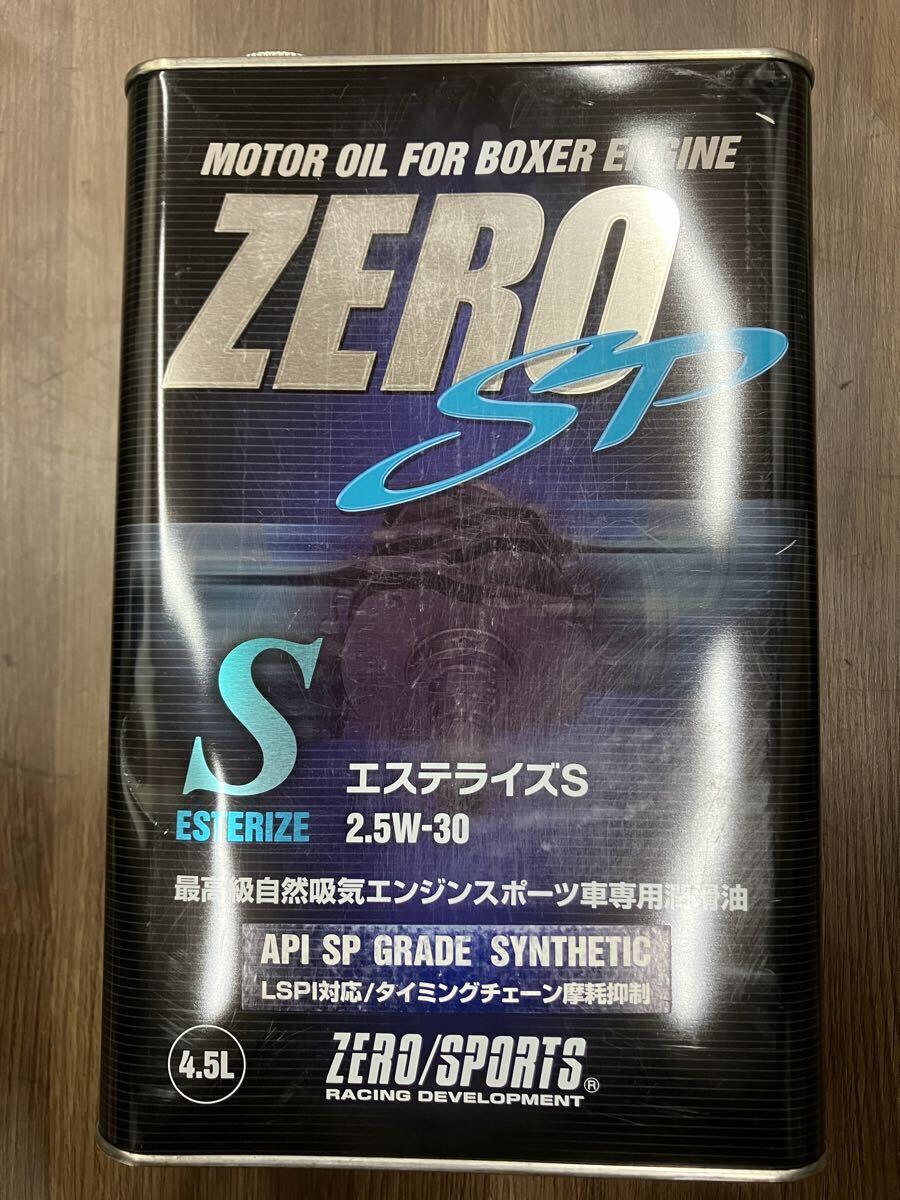 MOTOR OIL FOR BOXER ENGINE
ZERO
SP
S
ESTERIZE
エステライズS
2.5W-30
最高級自然吸気エンジンスポーツ車専用潤滑油
API SP GRADE SYNTHETIC
LSPI対応/タイミングチェーン摩耗抑制
4.5L
ZERO/SPORTS®
RACING DEVELOPMENT